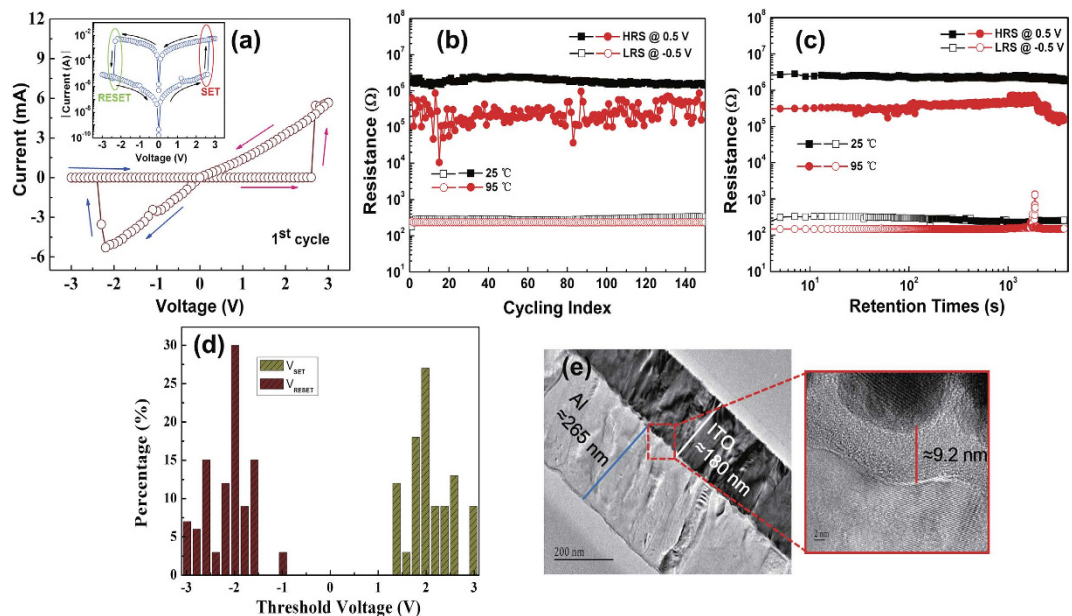 (a)
12
9
6
3
0
-3
-6
Current (mA)
-3 -2 -1 0 1 2 3
Voltage (V)
1st cycle
10-2
10-4
10-6
10-8
10-10
| Current (A) |
-3 -2 -1 0 1 2 3
Voltage (V)
RESET
SET
(b)
HRS @ 0.5 V
LRS @ -0.5 V
25 ℃
95 ℃
108
107
106
105
104
103
102
101
Resistance
(Ω)
0 20 40 60 80 100 120 140
Cycling Index
(c)
HRS @ 0.5 V
LRS @ -0.5 V
25 ℃
95 ℃
108
107
106
105
104
103
102
101
Resistance
(Ω)
101 102 103
Retention Times (s)
(d)
VSET
VRESET
30
25
20
15
10
5
0
Percentage (%)
-3 -2 -1 0 1 2 3
Threshold Voltage (V)
(e)
Al
≈265 nm
ITO
≈180 nm
200 nm
≈9.2 nm
2 nm